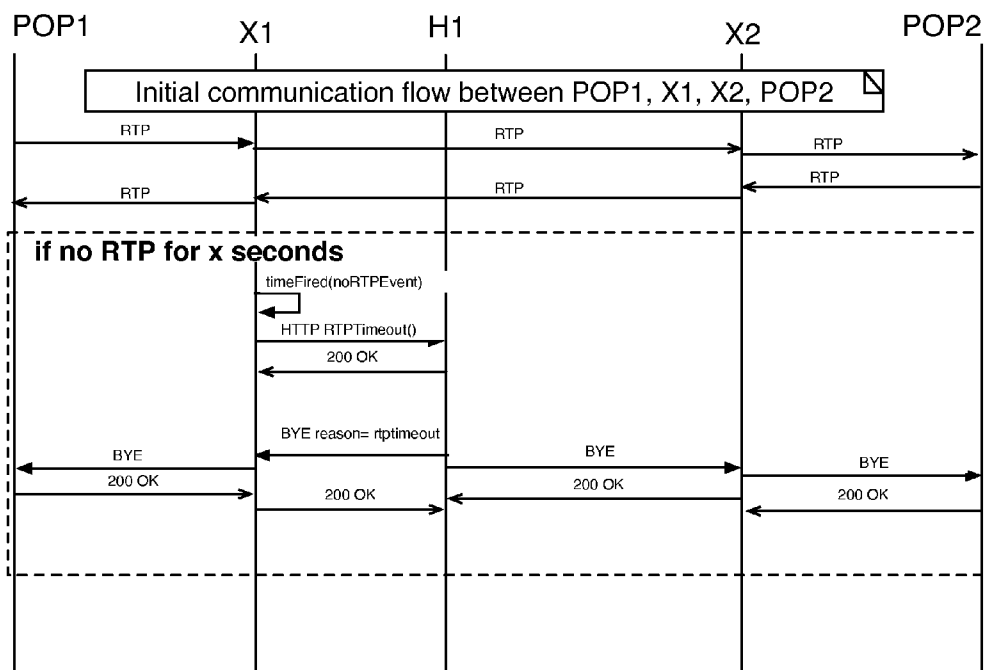 POP1
X1
H1
X2
POP2
Initial communication flow between POP1, X1, X2, POP2
RTP
RTP
RTP
RTP
RTP
RTP
if no RTP for x seconds
timeFired(noRTPEvent)
HTTP RTPTimeout()
200 OK
BYE reason= rtptimeout
BYE
BYE
BYE
200 OK
200 OK
200 OK
200 OK